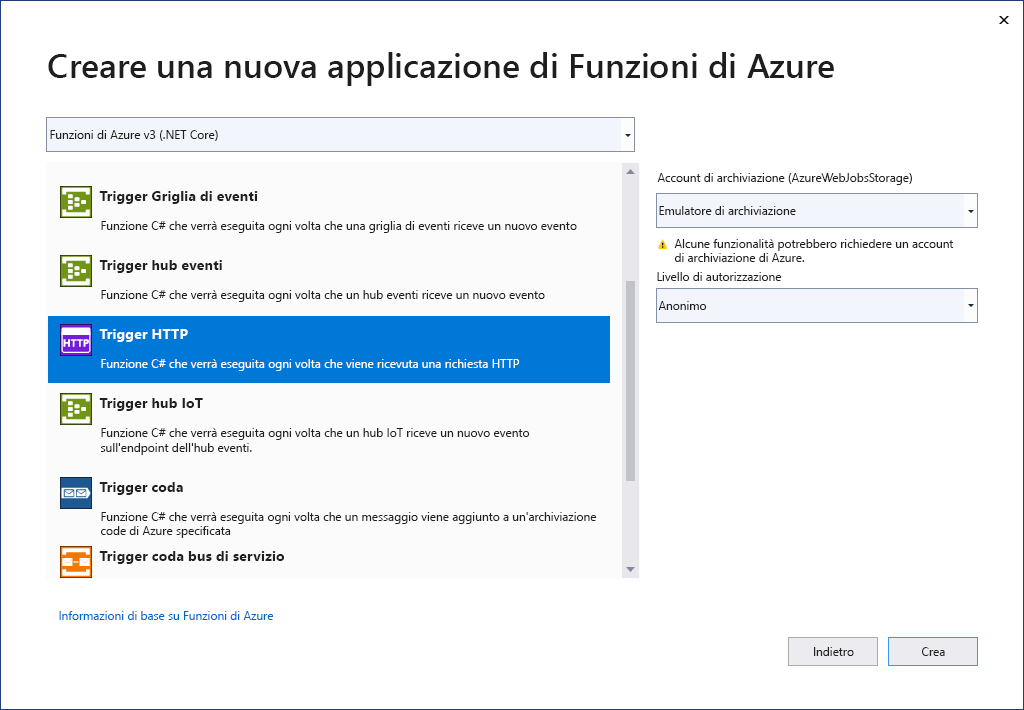 Creare una nuova applicazione di Funzioni di Azure
Funzioni di Azure v3 (.NET Core)
Trigger Griglia di eventi
Funzione C# che verrà eseguita ogni volta che una griglia di eventi riceve un nuovo evento
Trigger hub eventi
Funzione C# che verrà eseguita ogni volta che un hub eventi riceve un nuovo evento
HTTP
Trigger HTTP
Funzione C# che verrà eseguita ogni volta che viene ricevuta una richiesta HTTP
Trigger hub IoT
Funzione C# che verrà eseguita ogni volta che un hub IoT riceve un nuovo evento
sull'endpoint dell'hub eventi.
Trigger coda
Funzione C# che verrà eseguita ogni volta che un messaggio viene aggiunto a un'archiviazione
code di Azure specificata
Trigger coda bus di servizio
Account di archiviazione (AzureWebJobsStorage)
Emulatore di archiviazione
Alcune funzionalità potrebbero richiedere un account
di archiviazione di Azure.
Livello di autorizzazione
Anonimo
Informazioni di base su Funzioni di Azure
Indietro
Crea